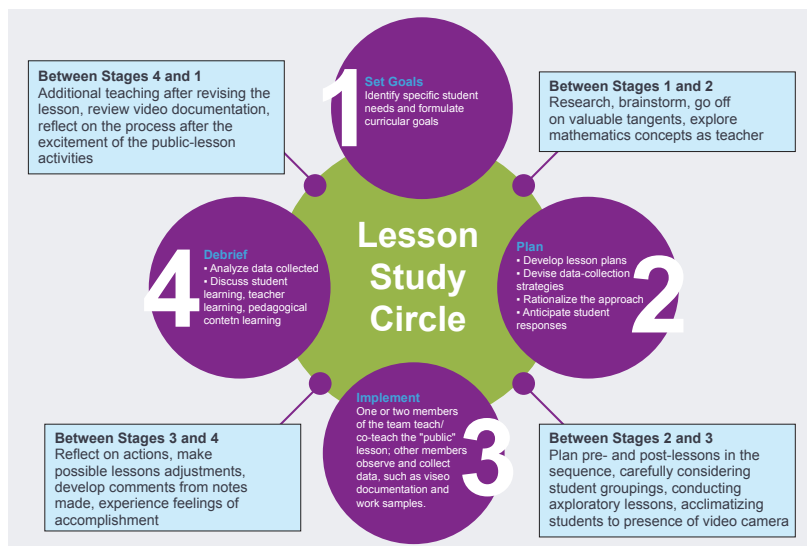 Lesson
Study
Circle
1
Set Goals
Identify specific student
needs and formulate
curricular goals
Between Stages 1 and 2
Research, brainstorm, go off
on valuable tangents, explore
mathematics concepts as teacher
2
Plan
• Develop lesson plans
• Devise data-collection
strategies
• Rationalize the approach
• Anticipate student
responses
Between Stages 2 and 3
Plan pre- and post-lessons in the
sequence, carefully considering
student groupings, conducting
axploratory lessons, acclimatizing
students to presence of video camera
3
Implement
One or two members
of the team teach/
co-teach the "public"
lesson; other members
observe and collect
data, such as viseo
documentation and
work samples.
Between Stages 3 and 4
Reflect on actions, make
possible lessons adjustments,
develop comments from notes
made, experience feelings of
accomplishment
4
Debrief
• Analyze data collected
• Discuss student
learning, teacher
learning, pedagogical
contetn learning
Between Stages 4 and 1
Additional teaching after revising the
lesson, review video documentation,
reflect on the process after the
excitement of the public-lesson
activities